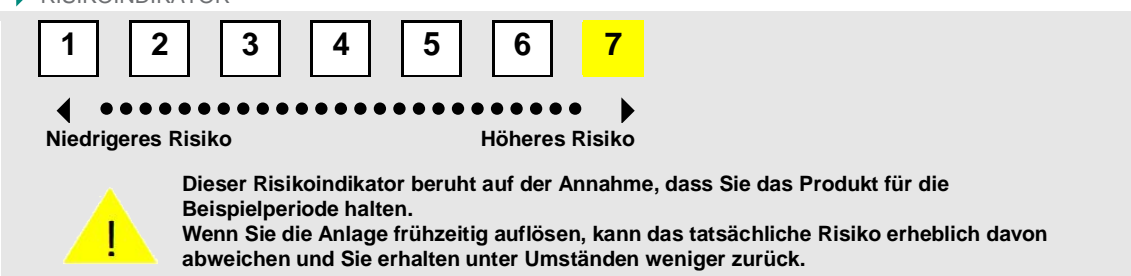 RISIKOINDIKATOR
1 2 3 4 5 6 7
Niedrigeres Risiko Höheres Risiko
Dieser Risikoindikator beruht auf der Annahme, dass Sie das Produkt für die
Beispielperiode halten.
Wenn Sie die Anlage frühzeitig auflösen, kann das tatsächliche Risiko erheblich davon
abweichen und Sie erhalten unter Umständen weniger zurück.
!